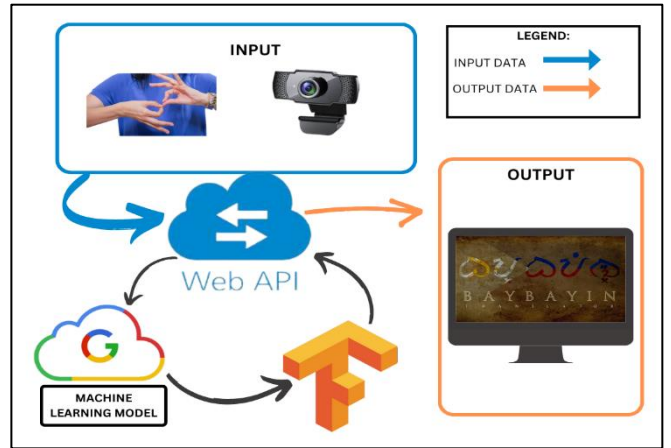 INPUT
LEGEND:
INPUT DATA
OUTPUT DATA
OUTPUT
Web API
BAYBAYIN
G
MACHINE
LEARNING MODEL